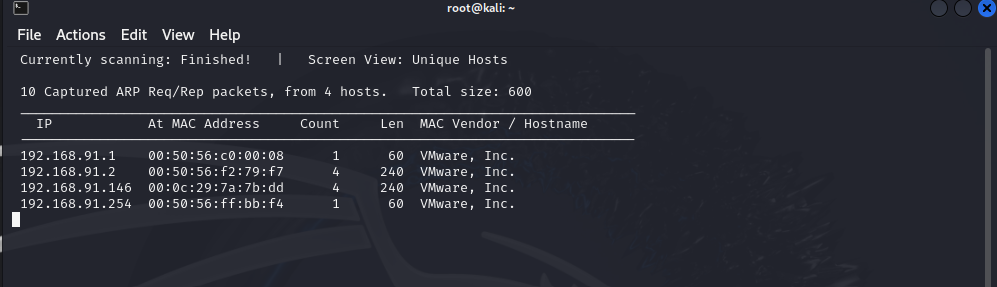 root@kali: ~
File Actions Edit View Help
Currently scanning: Finished! | Screen View: Unique Hosts
10 Captured ARP Req/Rep packets, from 4 hosts. Total size: 600
IP At MAC Address Count Len MAC Vendor / Hostname
192.168.91.1 00:50:56:c0:00:08 1 60 VMware, Inc.
192.168.91.2 00:50:56:f2:79:f7 4 240 VMware, Inc.
192.168.91.146 00:0c:29:7a:7b:dd 4 240 VMware, Inc.
192.168.91.254 00:50:56:ff:bb:f4 1 60 VMware, Inc.